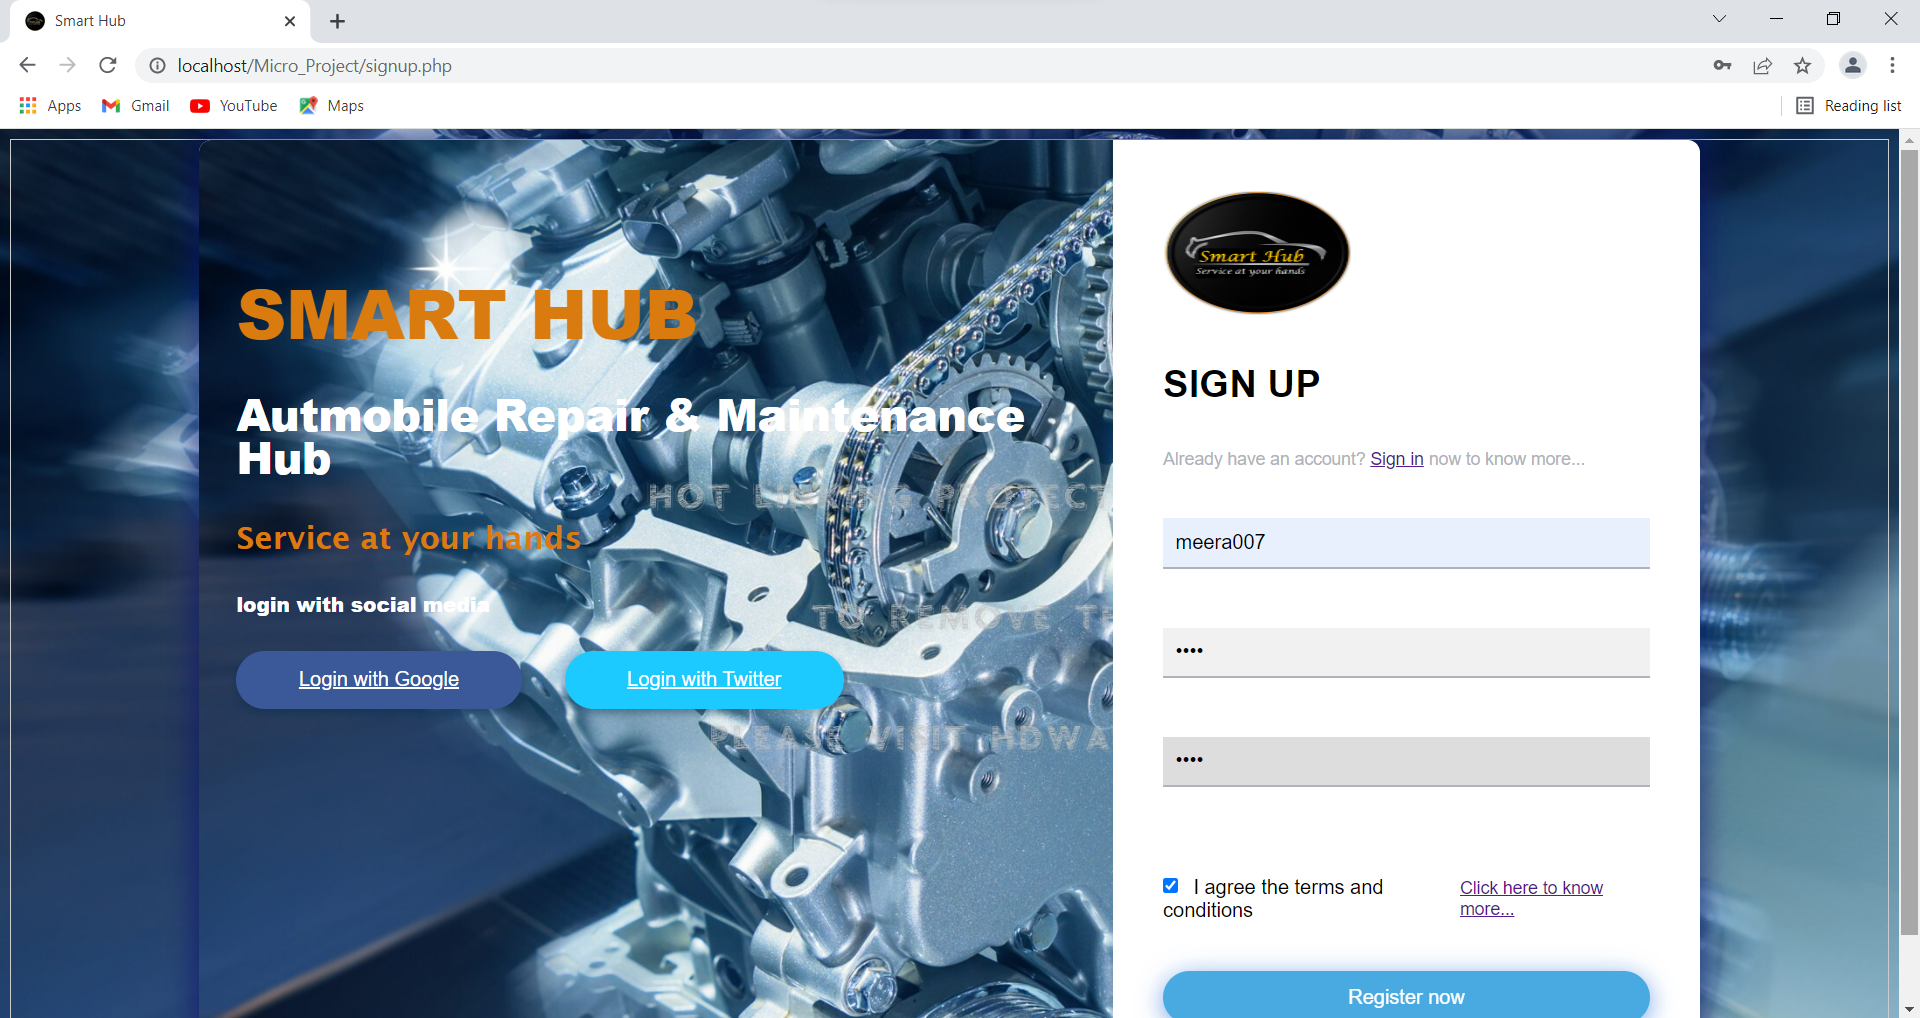 Smart Hub
localhost/Micro_Project/signup.php
Apps Gmail YouTube Maps Reading list
SMART HUB
Autmobile Repair & Maintenance
Hub
Service at your hands
login with social media
Login with Google Login with Twitter
HOT LINKING PROTECT
TO REMOVE TH
PLEASE VISIT HDWA
Smart Hub
Service at your hands
SIGN UP
Already have an account? Sign in now to know more...
meera007
••••
••••
I agree the terms and
conditions
Click here to know
more...
Register now